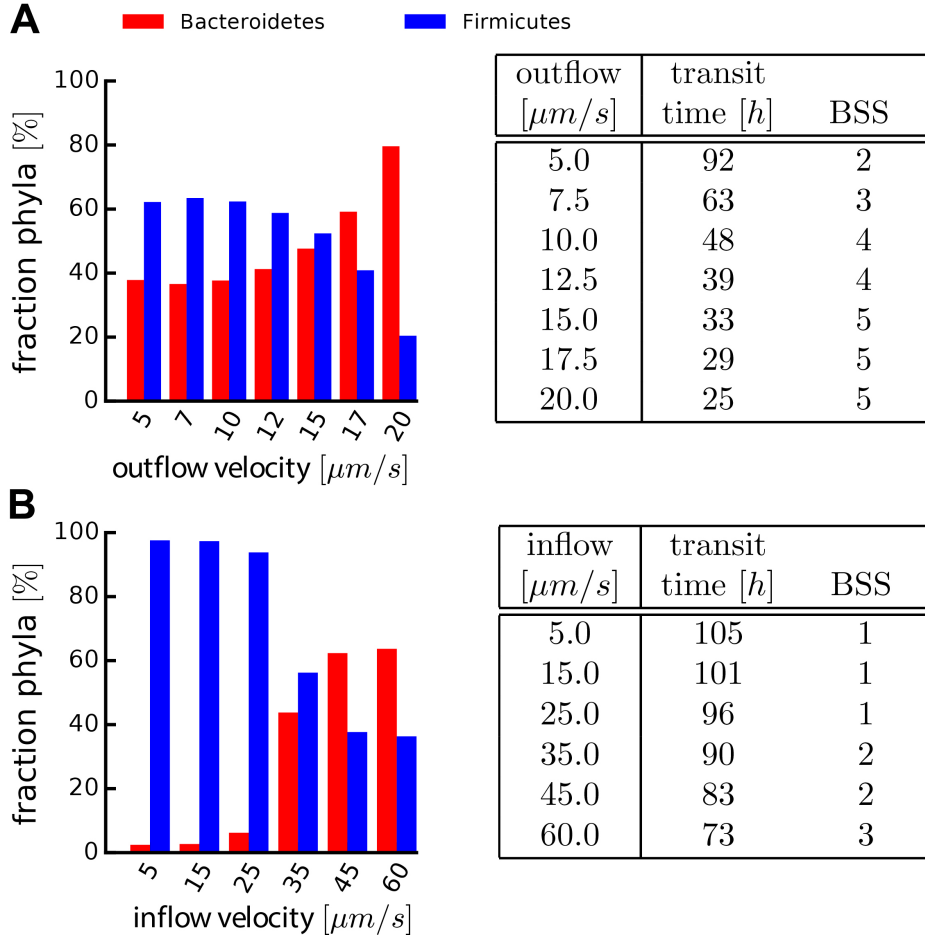 A
Bacteroidetes Firmicutes
fraction phyla [%]
100
80
60
40
20
0
5 7 10 12 15 17 20
outflow velocity [μm/s]
outflow transit
[μm/s] time [h] BSS
5.0 92 2
7.5 63 3
10.0 48 4
12.5 39 4
15.0 33 5
17.5 29 5
20.0 25 5
B
fraction phyla [%]
100
80
60
40
20
0
5 15 25 35 45 60
inflow velocity [μm/s]
inflow transit
[μm/s] time [h] BSS
5.0 105 1
15.0 101 1
25.0 96 1
35.0 90 2
45.0 83 2
60.0 73 3